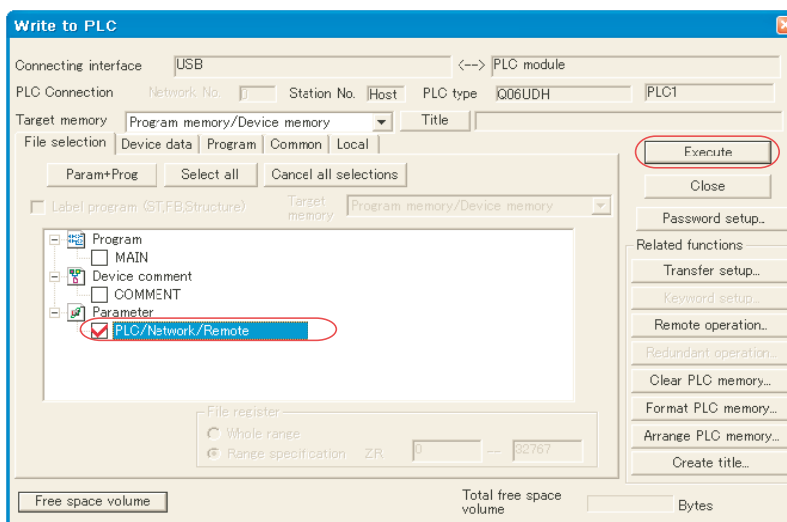 Write to PLC
Connecting interface USB <--> PLC module
PLC Connection Network No. 0 Station No. Host PLC type Q06UDH PLC1
Target memory Program memory/Device memory Title
File selection Device data Program Common Local
Execute
Param+Prog Select all Cancel all selections
Close
Label program (ST,FB,Structure) Target memory Program memory/Device memory
Password setup..
Program
MAIN
Device comment
COMMENT
Parameter
PLC/Network/Remote
Related functions
Transfer setup...
Keyword setup...
Remote operation..
Redundant operation..
Clear PLC memory...
Format PLC memory...
Arrange PLC memory...
Create title...
File register
Whole range
Range specification ZR 0 -- 32767
Free space volume
Total free space volume Bytes